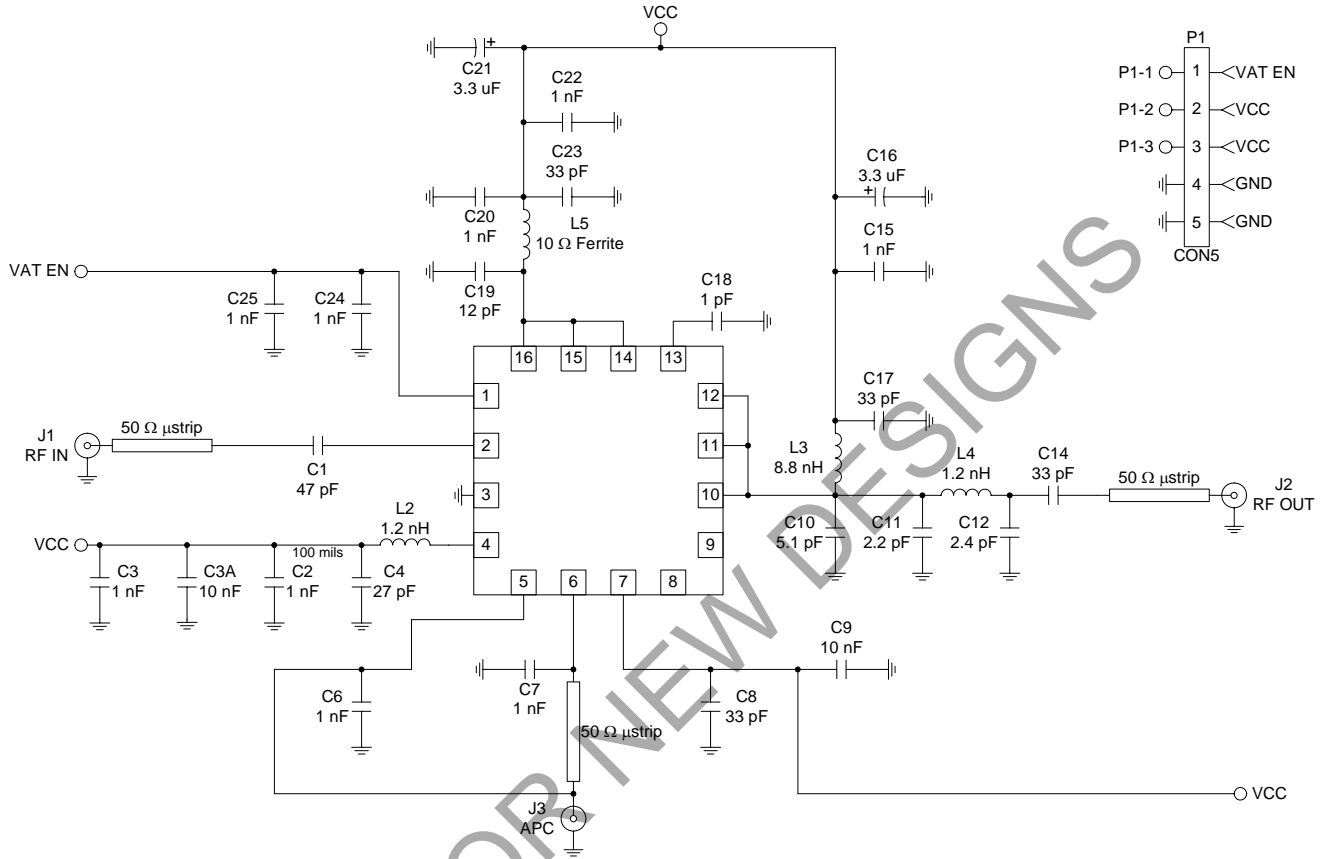 VCC
P1
C21
3.3 uF
+
C22
1 nF
P1-1
1
VAT EN
P1-2
2
VCC
P1-3
3
VCC
4
GND
5
GND
CON5
C23
33 pF
C16
3.3 uF
+
C20
1 nF
L5
10 Ω Ferrite
C15
1 nF
VAT EN
C19
12 pF
C18
1 pF
C25
1 nF
C24
1 nF
16
15
14
13
1
12
C17
33 pF
J1
RF IN
50 Ω µstrip
C1
47 pF
2
11
L3
8.8 nH
L4
1.2 nH
C14
33 pF
50 Ω µstrip
J2
RF OUT
3
10
L2
1.2 nH
C10
5.1 pF
C11
2.2 pF
C12
2.4 pF
VCC
100 mils
4
9
C3
1 nF
C3A
10 nF
C2
1 nF
C4
27 pF
5
6
7
8
C9
10 nF
C6
1 nF
C7
1 nF
C8
33 pF
50 Ω µstrip
J3
APC
VCC
OR NEW DESIGNS